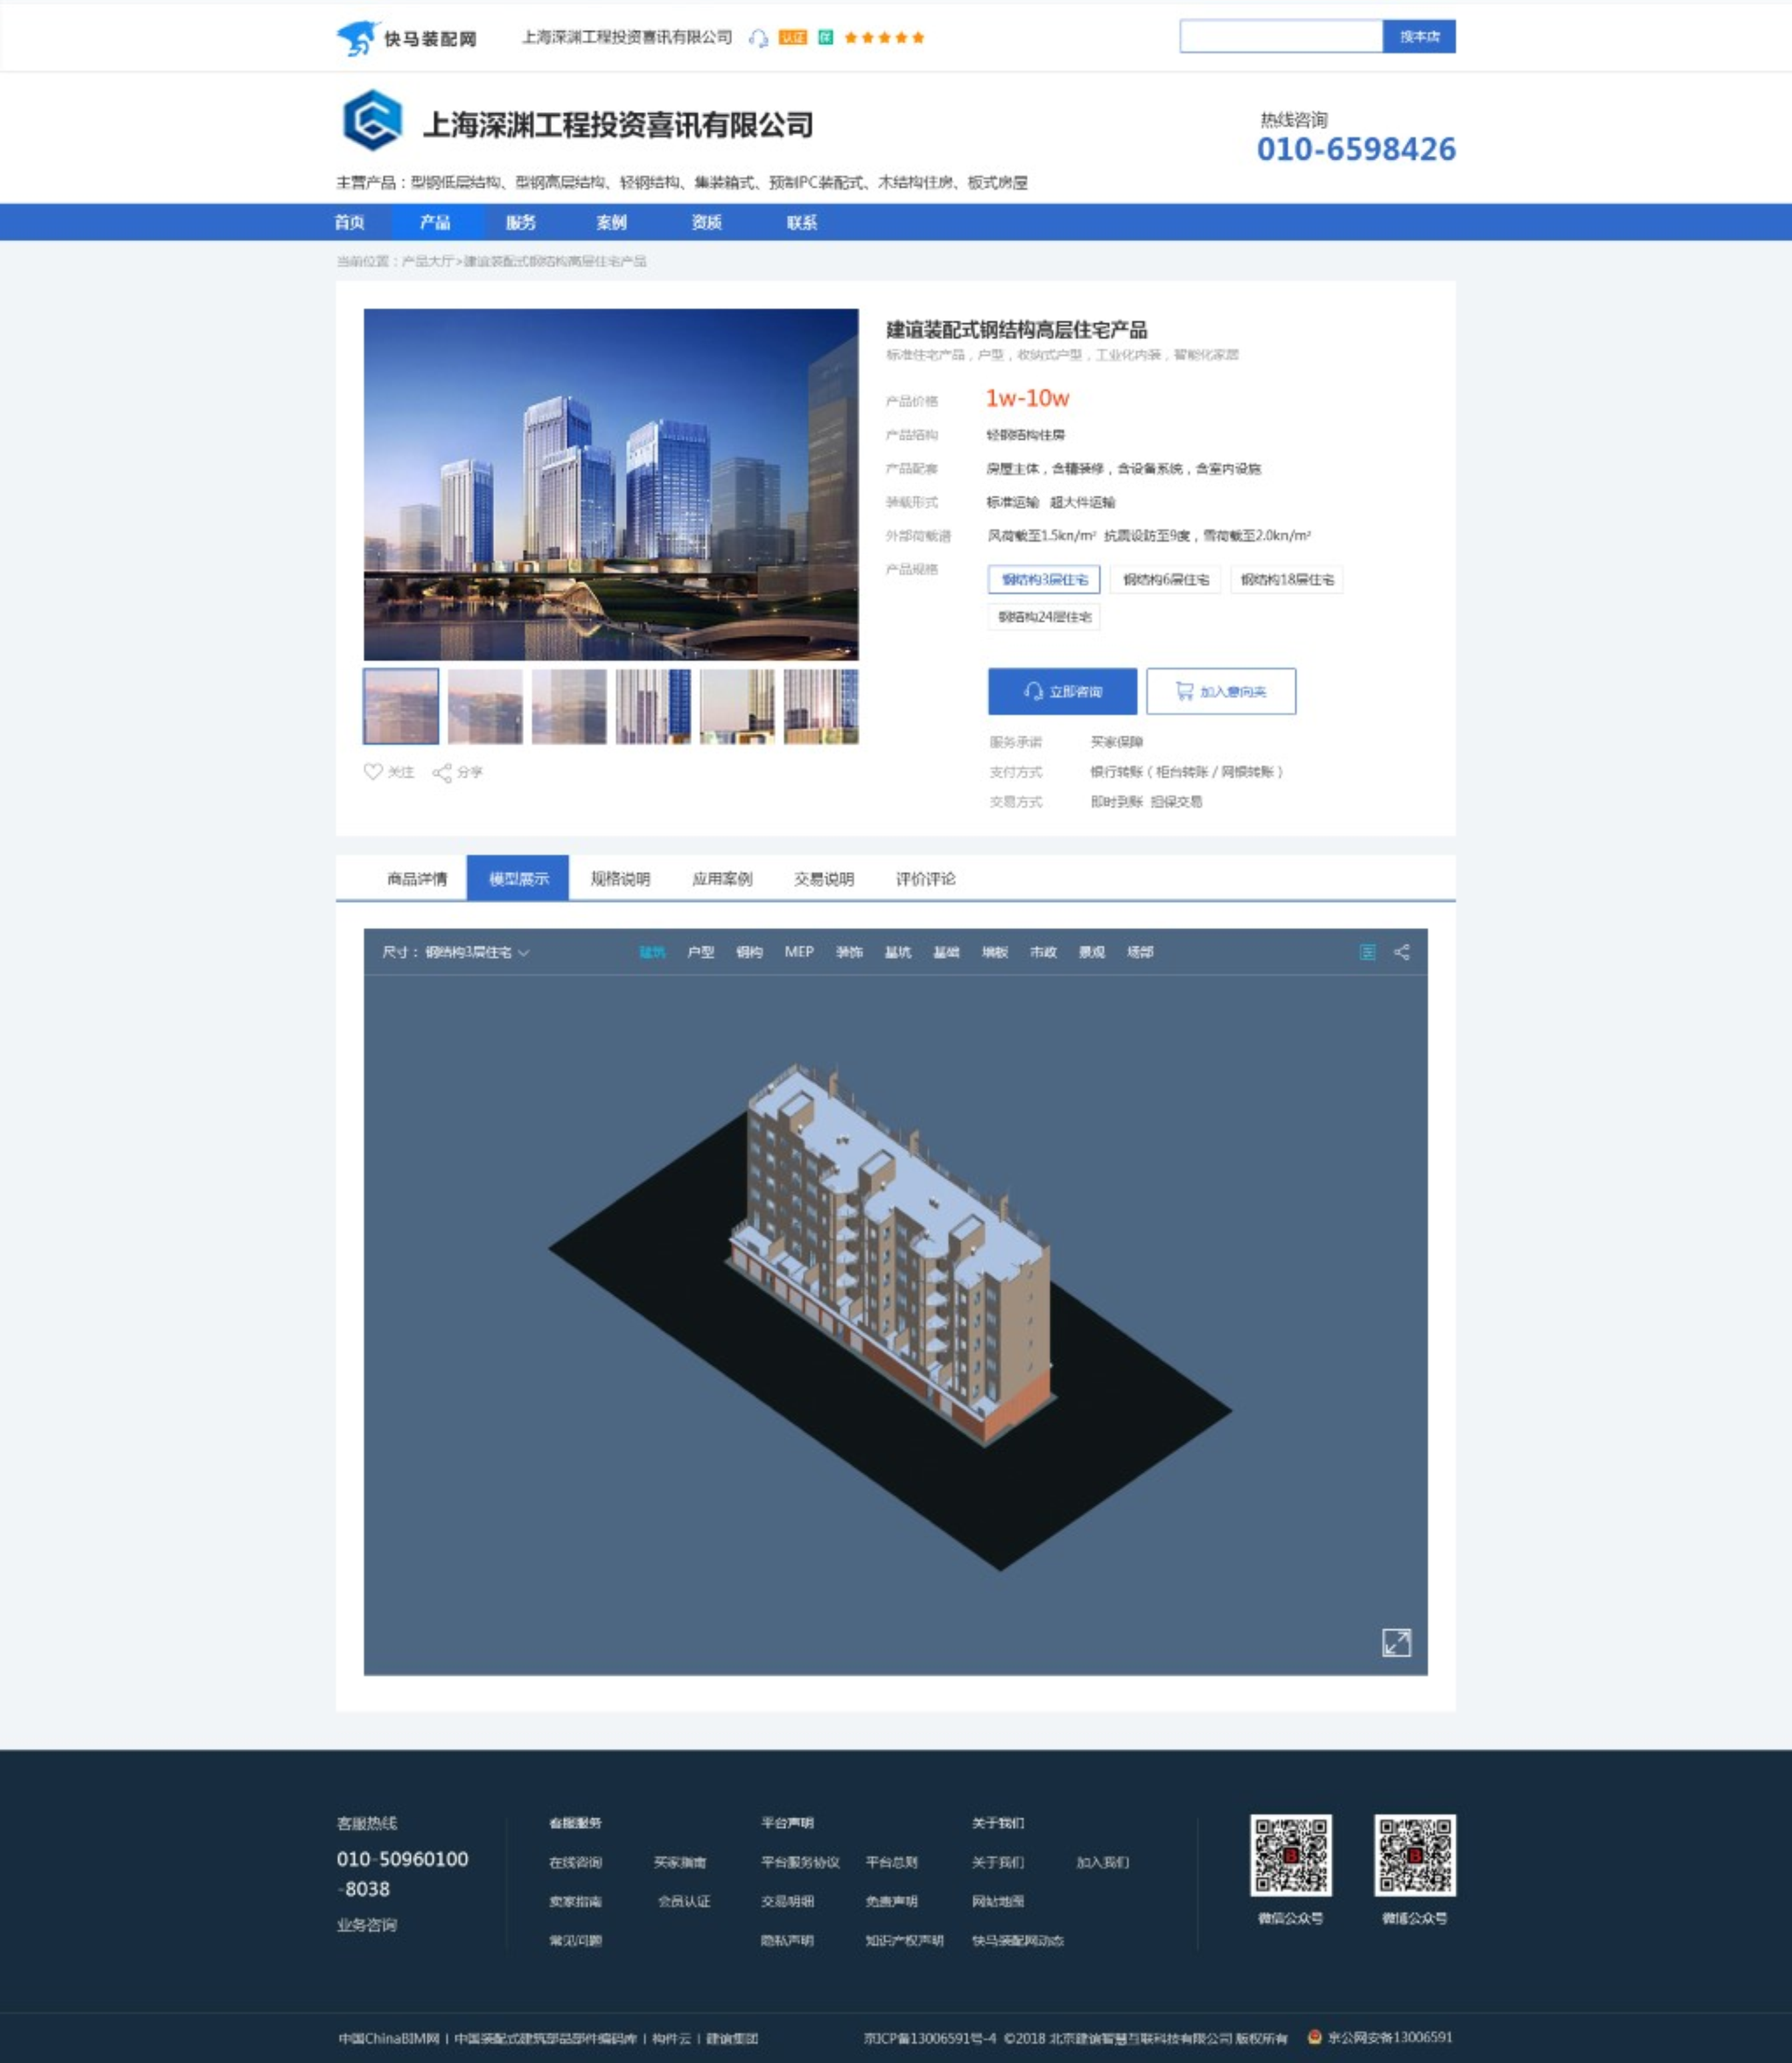 快马装配网 上海深渊工程投资喜讯有限公司 认证 保 搜本店
上海深渊工程投资喜讯有限公司
热线咨询
010-6598426
主营产品：型钢低层结构、型钢高层结构、轻钢结构、集装箱式、预制PC装配式、木结构住房、板式房屋
首页 产品 服务 案例 资质 联系
当前位置：产品大厅>建谊装配式钢结构高层住宅产品
建谊装配式钢结构高层住宅产品
标准住宅产品，户型，收纳式户型，工业化内装，智能化家居
产品价格 1w-10w
产品结构 轻钢结构住房
产品配套 房屋主体，含精装修，含设备系统，含室内设施
装载形式 标准运输 超大件运输
外部荷载谱 风荷载至1.5kn/m² 抗震设防至9度，雪荷载至2.0kn/m²
产品规格 钢结构3层住宅 钢结构6层住宅 钢结构18层住宅
钢结构24层住宅
立即咨询 加入意向夹
关注 分享
服务承诺 买家保障
支付方式 银行转账（柜台转账 / 网银转账）
交易方式 即时到账 担保交易
商品详情 模型展示 规格说明 应用案例 交易说明 评价评论
尺寸： 钢结构3层住宅 建筑 户型 钢构 MEP 装饰 基坑 基础 墙板 市政 景观 场部
客服热线
010-50960100
-8038
业务咨询
客服服务 平台声明 关于我们
在线咨询 买家指南 平台服务协议 平台总则 关于我们 加入我们
卖家指南 会员认证 交易明细 免责声明 网站地图
常见问题 隐私声明 知识产权声明 快马装配网动态
微信公众号 微博公众号
中国ChinaBIM网 | 中国装配式建筑部品部件编码库 | 构件云 | 建谊集团
京ICP备13006591号-4 ©2018 北京建谊智慧互联科技有限公司 版权所有 京公网安备13006591